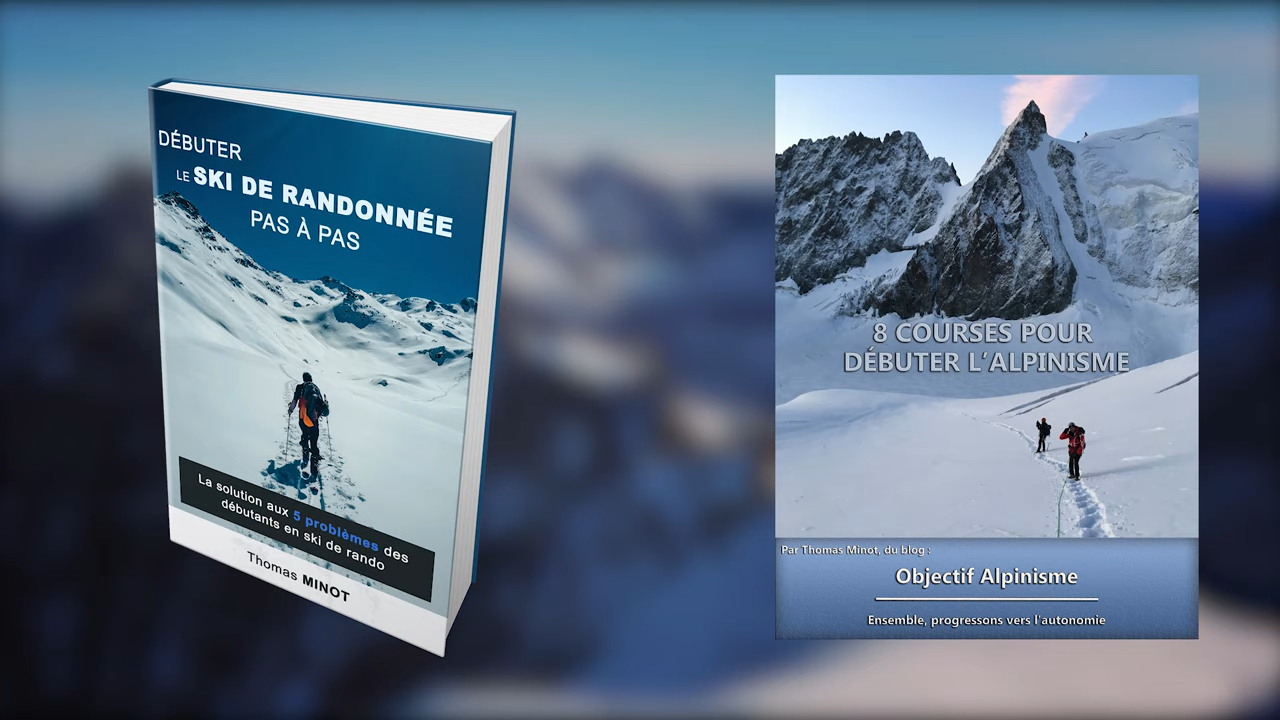 DÉBUTER
LE SKI DE RANDONNÉE
PAS À PAS
La solution aux 5 problèmes des
débutants en ski de rando
Thomas MINOT
8 COURSES POUR
DÉBUTER L'ALPINISME
Par Thomas Minot, du blog :
Objectif Alpinisme
Ensemble, progressons vers l'autonomie